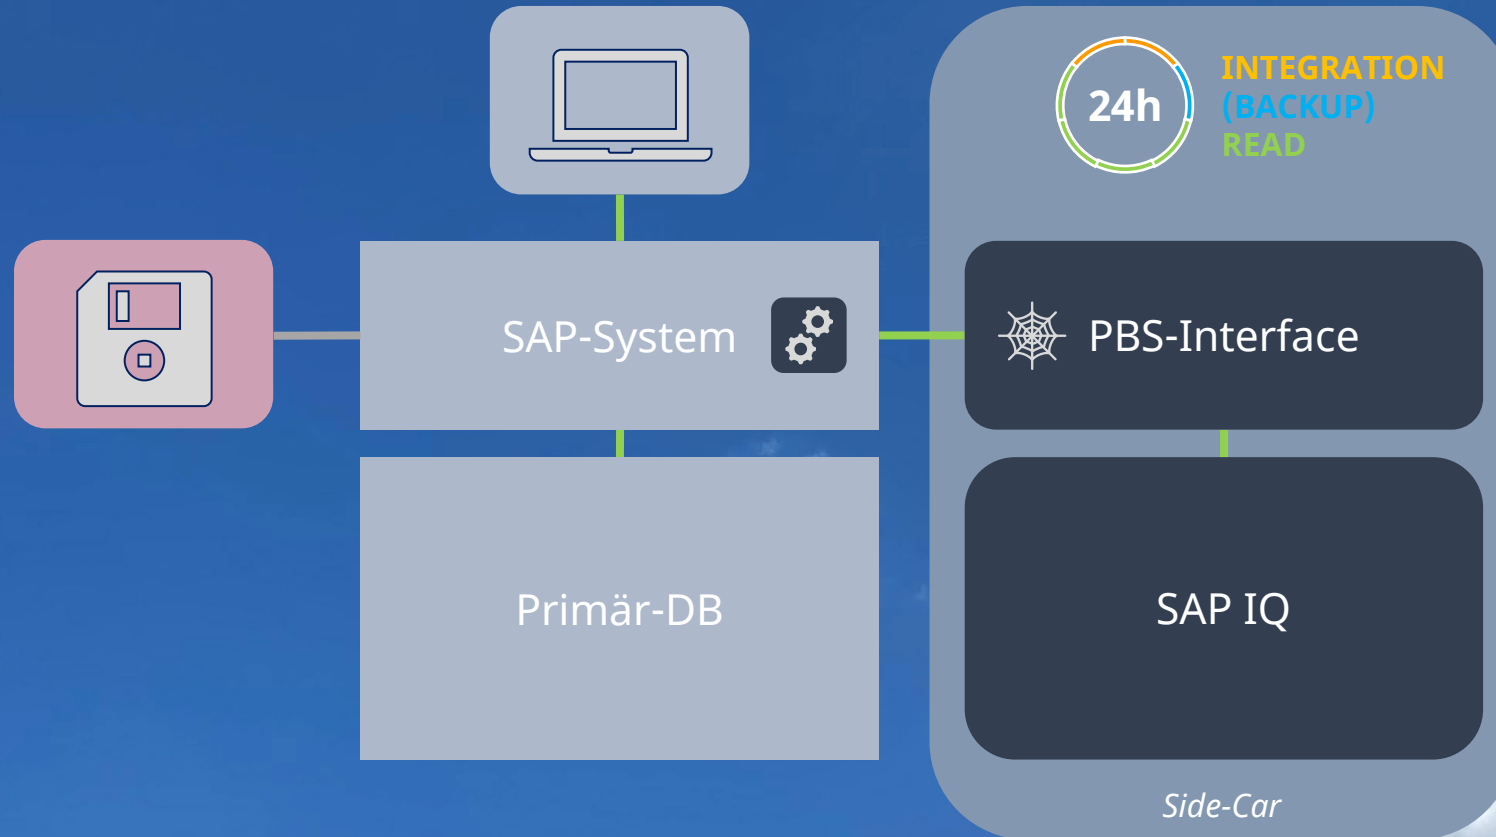 24h
INTEGRATION
(BACKUP)
READ
SAP-System
PBS-Interface
Primär-DB
SAP IQ
Side-Car